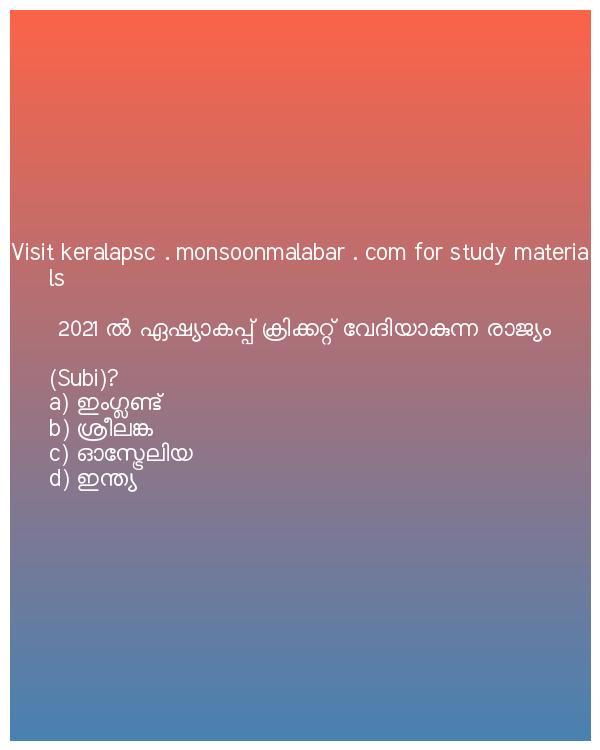 Visit keralapsc . monsoonmalabar . com for study materia
ls
2021 ൽ ഏഷ്യാകപ്പ് ക്രിക്കറ്റ് വേദിയാകുന്ന രാജ്യം
(Subi)?
a) ഇംഗ്ലണ്ട്
b) ശ്രീലങ്ക
c) ഓസ്ട്രേലിയ
d) ഇന്ത്യ